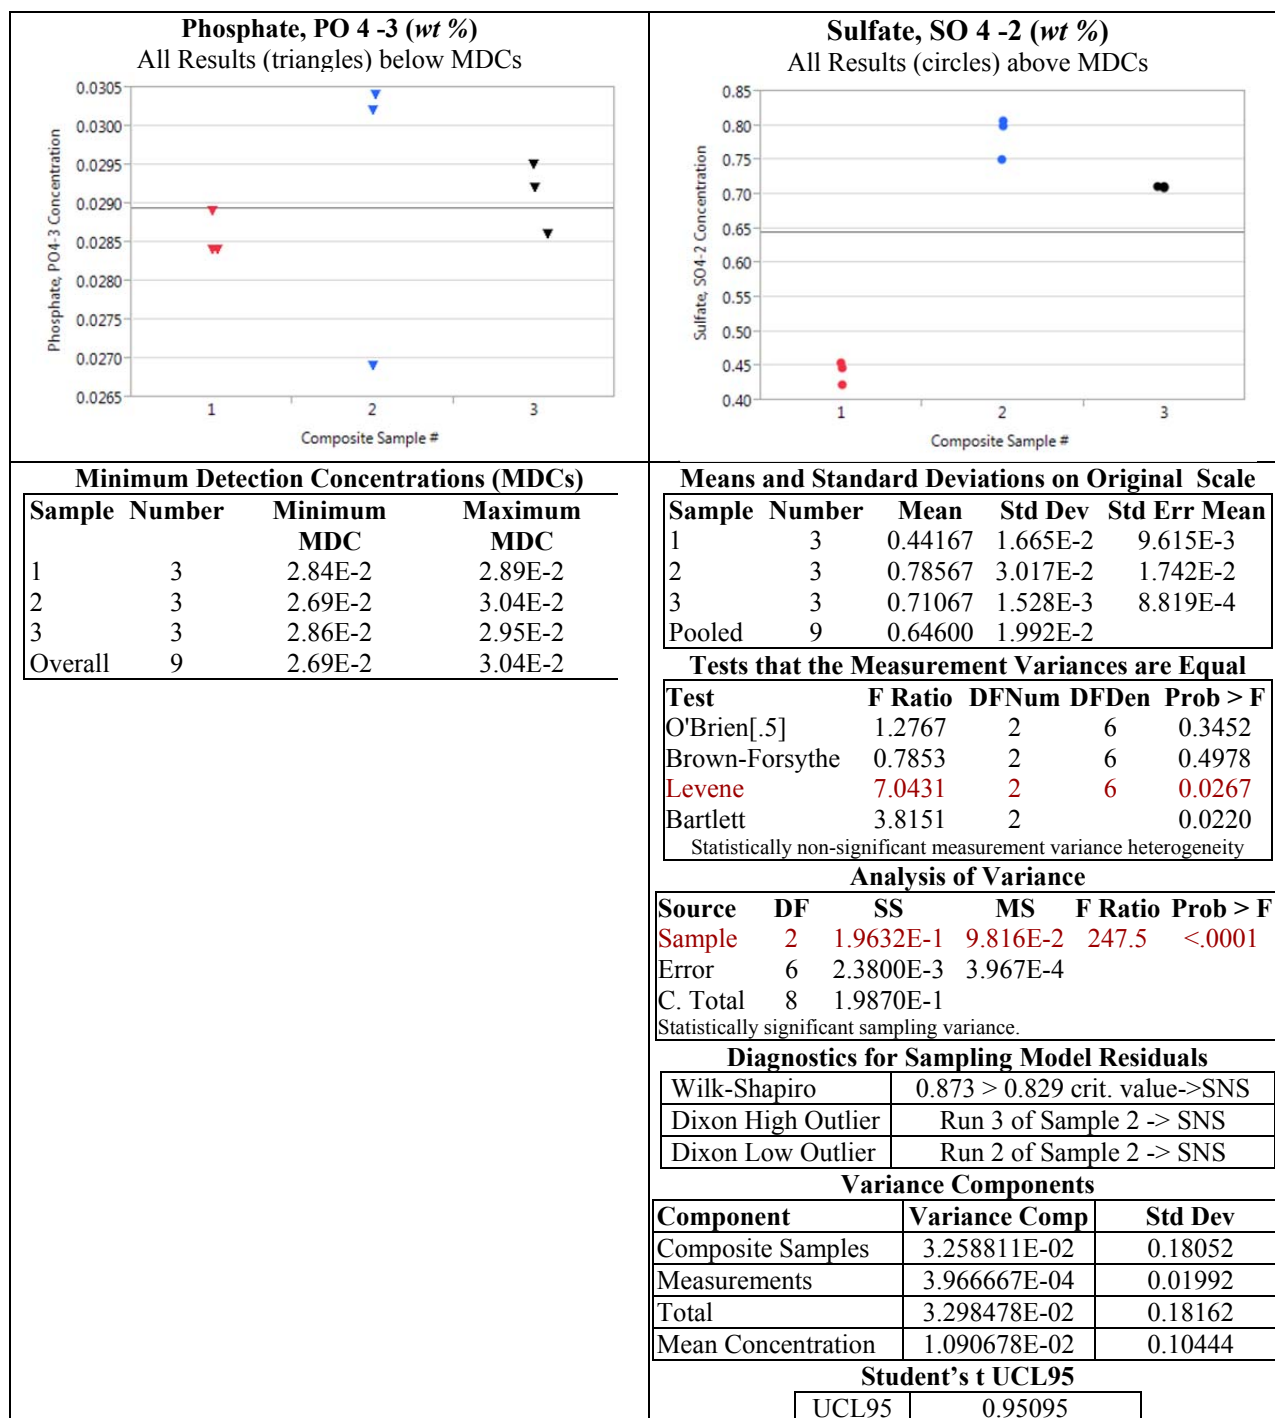 Phosphate, PO 4 -3 (wt %)
All Results (triangles) below MDCs
0.0305
0.0300
0.0295
0.0290
0.0285
0.0280
0.0275
0.0270
0.0265
Phosphate, PO4-3 Concentration
1 2 3
Composite Sample #
Sulfate, SO 4 -2 (wt %)
All Results (circles) above MDCs
0.85
0.80
0.75
0.70
0.65
0.60
0.55
0.50
0.45
0.40
Sulfate, SO4-2 Concentration
1 2 3
Composite Sample #
Minimum Detection Concentrations (MDCs)
Sample Number Minimum Maximum
MDC MDC
1 3 2.84E-2 2.89E-2
2 3 2.69E-2 3.04E-2
3 3 2.86E-2 2.95E-2
Overall 9 2.69E-2 3.04E-2
Means and Standard Deviations on Original Scale
Sample Number Mean Std Dev Std Err Mean
1 3 0.44167 1.665E-2 9.615E-3
2 3 0.78567 3.017E-2 1.742E-2
3 3 0.71067 1.528E-3 8.819E-4
Pooled 9 0.64600 1.992E-2
Tests that the Measurement Variances are Equal
Test F Ratio DFNum DFDen Prob > F
O'Brien[.5] 1.2767 2 6 0.3452
Brown-Forsythe 0.7853 2 6 0.4978
Levene 7.0431 2 6 0.0267
Bartlett 3.8151 2 0.0220
Statistically non-significant measurement variance heterogeneity
Analysis of Variance
Source DF SS MS F Ratio Prob > F
Sample 2 1.9632E-1 9.816E-2 247.5 <.0001
Error 6 2.3800E-3 3.967E-4
C. Total 8 1.9870E-1
Statistically significant sampling variance.
Diagnostics for Sampling Model Residuals
Wilk-Shapiro 0.873 > 0.829 crit. value->SNS
Dixon High Outlier Run 3 of Sample 2 -> SNS
Dixon Low Outlier Run 2 of Sample 2 -> SNS
Variance Components
Component Variance Comp Std Dev
Composite Samples 3.258811E-02 0.18052
Measurements 3.966667E-04 0.01992
Total 3.298478E-02 0.18162
Mean Concentration 1.090678E-02 0.10444
Student’s t UCL95
UCL95 0.95095